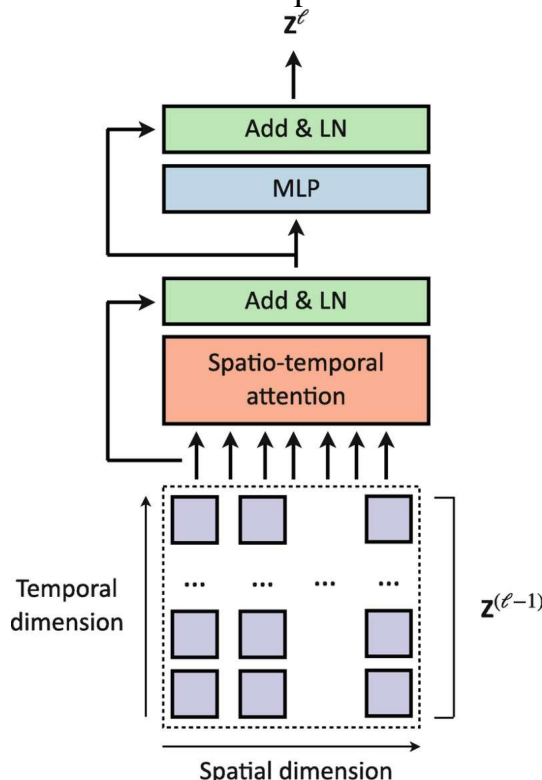 Z^ℓ
Add & LN
MLP
Add & LN
Spatio-temporal
attention
... ... ... ...
Temporal
dimension
Z^(ℓ−1)
Spatial dimension